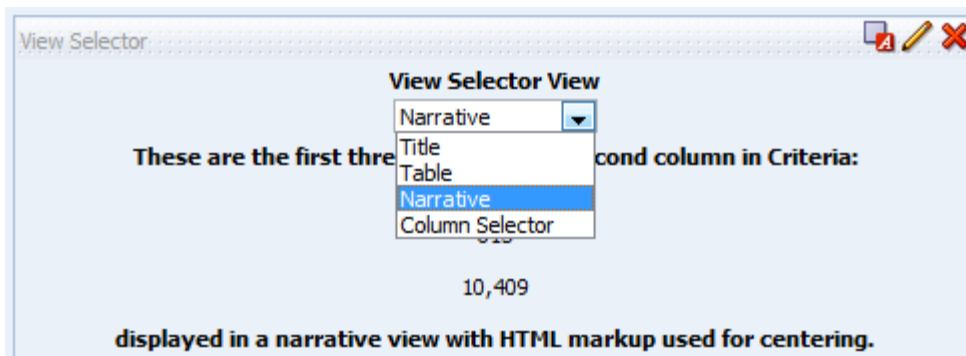 View Selector
View Selector View
Narrative
Title
These are the first thre
cond column in Criteria:
Table
Narrative
Column Selector
10,409
displayed in a narrative view with HTML markup used for centering.